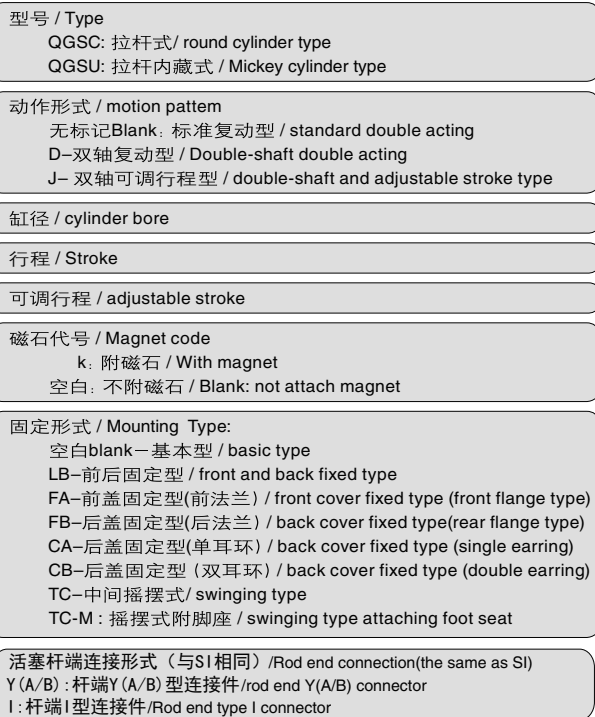 型号 / Type
QGSC: 拉杆式/ round cylinder type
QGSU: 拉杆内藏式 / Mickey cylinder type
动作形式 / motion pattem
无标记Blank: 标准复动型 / standard double acting
D–双轴复动型 / Double-shaft double acting
J– 双轴可调行程型 / double-shaft and adjustable stroke type
缸径 / cylinder bore
行程 / Stroke
可调行程 / adjustable stroke
磁石代号 / Magnet code
k: 附磁石 / With magnet
空白: 不附磁石 / Blank: not attach magnet
固定形式 / Mounting Type:
空白blank－基本型 / basic type
LB–前后固定型 / front and back fixed type
FA–前盖固定型(前法兰) / front cover fixed type (front flange type)
FB–后盖固定型(后法兰) / back cover fixed type(rear flange type)
CA–后盖固定型(单耳环) / back cover fixed type (single earring)
CB–后盖固定型 (双耳环) / back cover fixed type (double earring)
TC–中间摇摆式/ swinging type
TC-M : 摇摆式附脚座 / swinging type attaching foot seat
活塞杆端连接形式（与SI相同）/Rod end connection(the same as SI)
Y(A/B):杆端Y(A/B)型连接件/rod end Y(A/B) connector
I:杆端I型连接件/Rod end type I connector